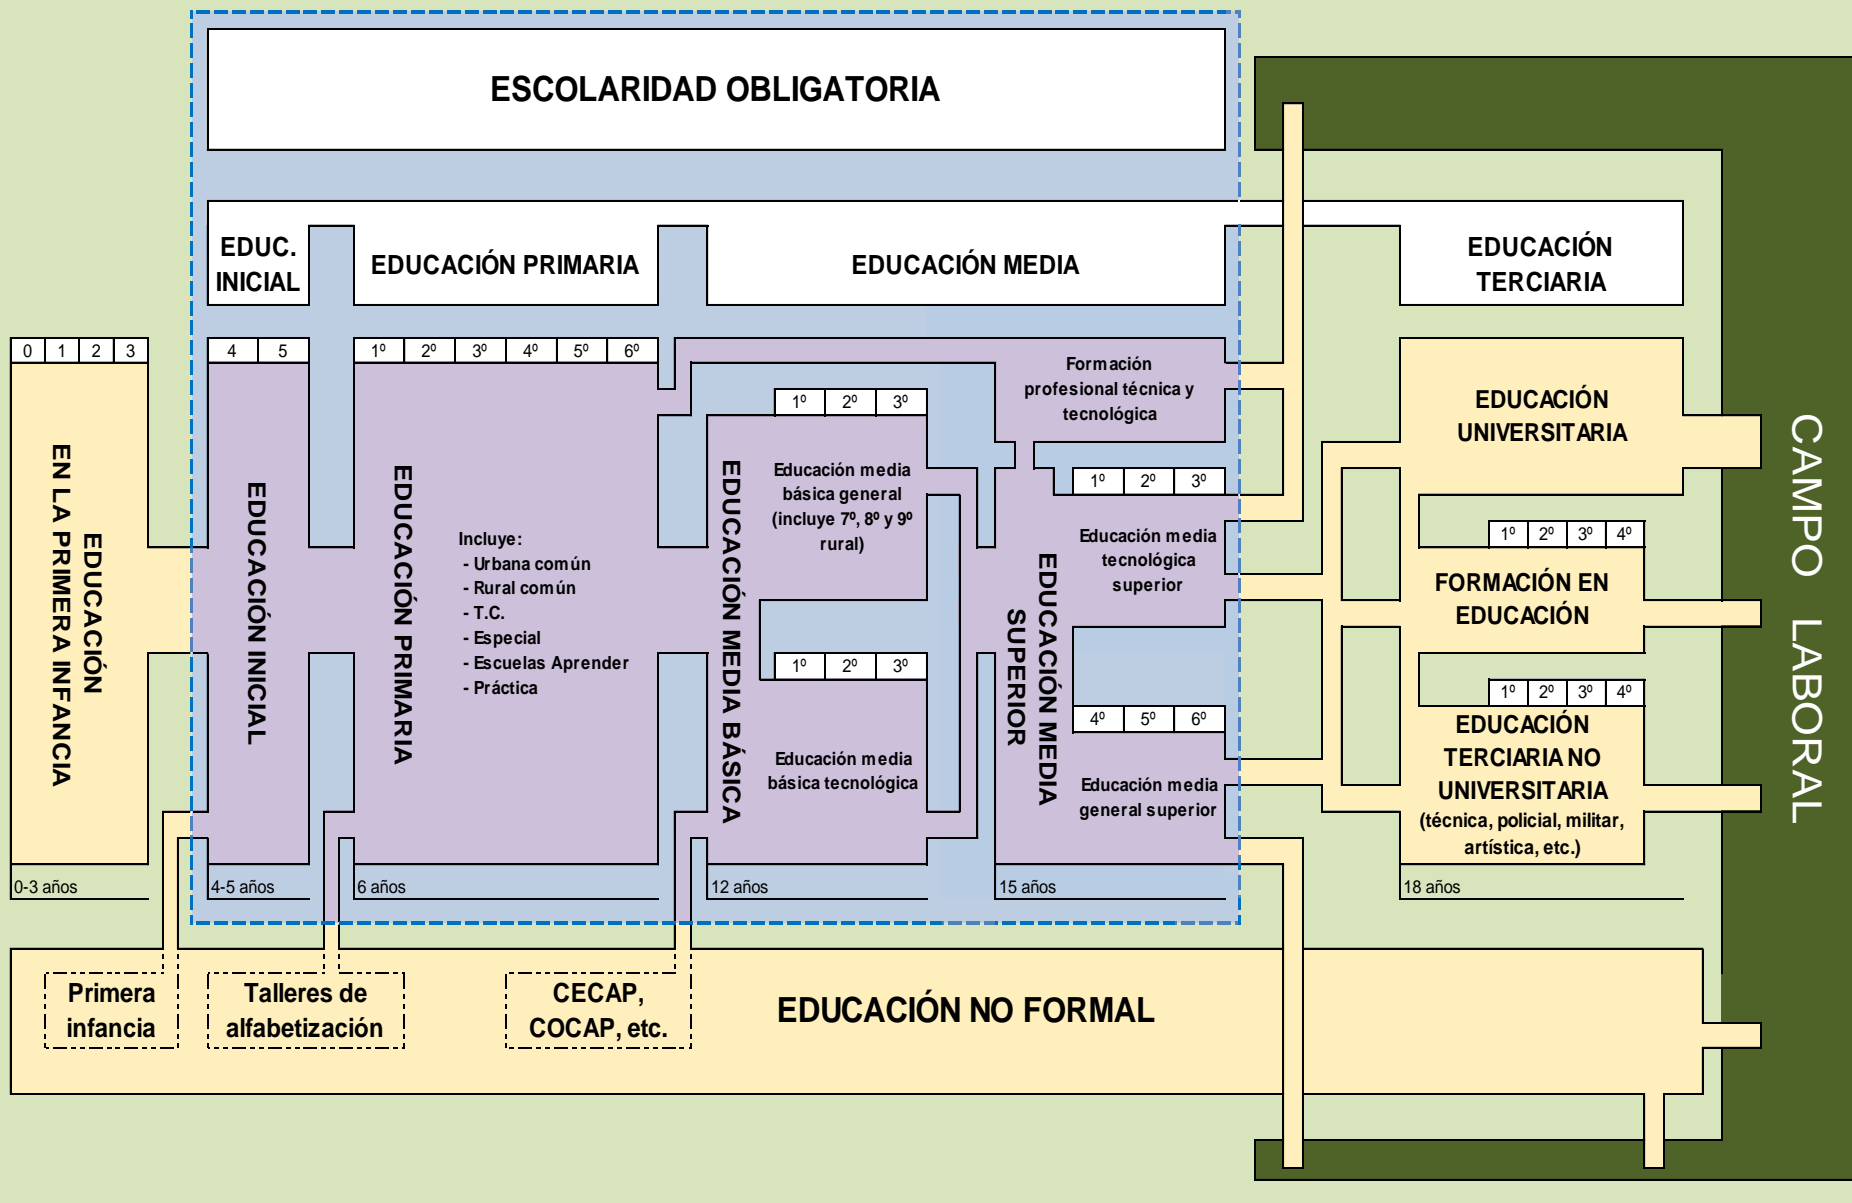 ESCOLARIDAD OBLIGATORIA
EDUC.
INICIAL
EDUCACIÓN PRIMARIA
EDUCACIÓN MEDIA
EDUCACIÓN
TERCIARIA
0 1 2 3
EDUCACIÓN
EN LA PRIMERA INFANCIA
0-3 años
4 5
EDUCACIÓN INICIAL
4-5 años
1º 2º 3º 4º 5º 6º
EDUCACIÓN PRIMARIA
Incluye:
- Urbana común
- Rural común
- T.C.
- Especial
- Escuelas Aprender
- Práctica
6 años
EDUCACIÓN MEDIA BÁSICA
1º 2º 3º
Educación media
básica general
(incluye 7º, 8º y 9º
rural)
1º 2º 3º
Educación media
básica tecnológica
12 años
Formación
profesional técnica y
tecnológica
EDUCACIÓN MEDIA
SUPERIOR
1º 2º 3º
Educación media
tecnológica
superior
4º 5º 6º
Educación media
general superior
15 años
EDUCACIÓN
UNIVERSITARIA
1º 2º 3º 4º
FORMACIÓN EN
EDUCACIÓN
1º 2º 3º 4º
EDUCACIÓN
TERCIARIA NO
UNIVERSITARIA
(técnica, policial, militar,
artística, etc.)
18 años
CAMPO LABORAL
Primera
infancia
Talleres de
alfabetización
CECAP,
COCAP, etc.
EDUCACIÓN NO FORMAL